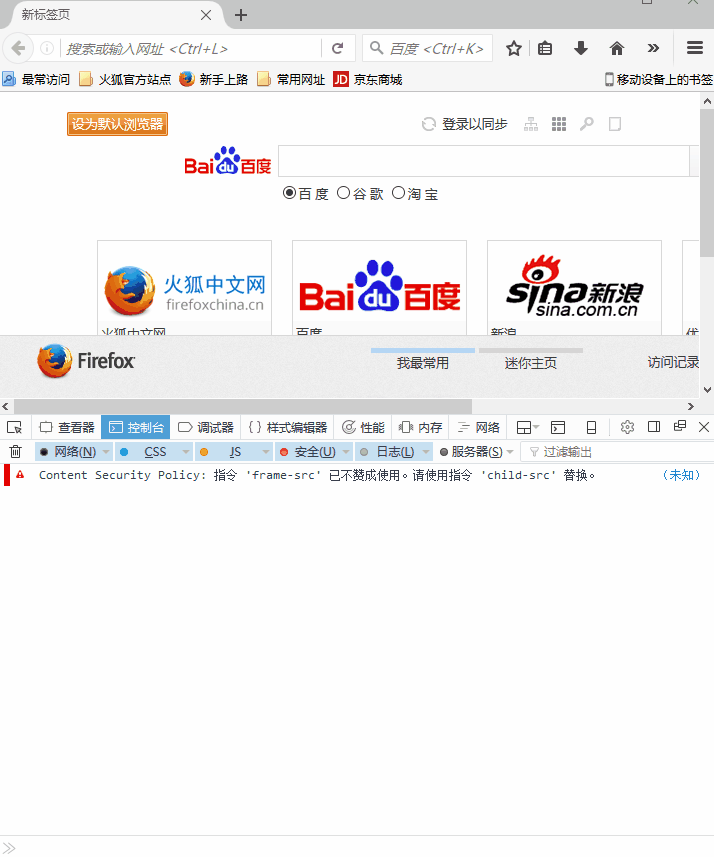 新标签页
搜索或输入网址 <Ctrl+L>
百度 <Ctrl+K>
最常访问 火狐官方站点 新手上路 常用网址 JD 京东商城 移动设备上的书签
设为默认浏览器 登录以同步
Bai du 百度
百度 谷歌 淘宝
火狐中文网 firefoxchina.cn
Bai du 百度
sina新浪 sina.com.cn
火狐中文网 百度 新浪
Firefox 我最常用 迷你主页 访问记录
查看器 控制台 调试器 样式编辑器 性能 内存 网络
网络(N) CSS JS 安全(U) 日志(L) 服务器(S) 过滤输出
Content Security Policy: 指令 'frame-src' 已不赞成使用。请使用指令 'child-src' 替换。 (未知)